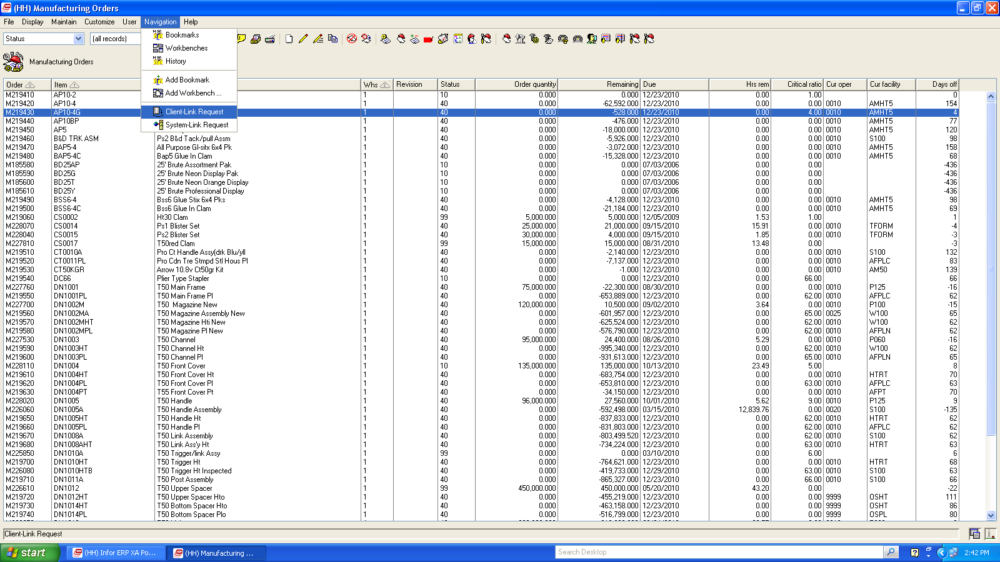 (HH) Manufacturing Orders
File Display Maintain Customize User Navigation Help
Status (all records)
Bookmarks
Workbenches
History
Add Bookmark
Add Workbench ...
Client-Link Request
System-Link Request
Manufacturing Orders
Order Item Whs Revision Status Order quantity Remaining Due Hrs rem Critical ratio Cur oper Cur facility Days off
M219410 AP10-2 1 10 0.000 0.000 12/23/2010 0.00 1.00 0
M219420 AP10-4 1 40 0.000 -62,592.000 12/23/2010 0.00 0.00 0010 AMHT5 154
M219430 AP10-4G 1 40 0.000 -528.000 12/23/2010 0.00 4.00 0010 AMHT5 4
M219440 AP10BP 1 40 0.000 -476.000 12/23/2010 0.00 0.00 0010 AMHT5 77
M219450 AP5 1 40 0.000 -18,000.000 12/23/2010 0.00 0.00 0010 AMHT5 120
M219460 B&D TRK ASM Ps2 B&d Tack/pull Assm 1 40 0.000 -5,926.000 12/23/2010 0.00 0.00 0010 S100 98
M219470 BAP5-4 All Purpose Gl-sitx 6x4 Pk 1 40 0.000 -3,072.000 12/23/2010 0.00 0.00 0010 AMHT5 158
M219480 BAP5-4C Bap5 Glue In Clam 1 40 0.000 -15,328.000 12/23/2010 0.00 0.00 0010 AMHT5 68
M185580 BD25AP 25' Brute Assortment Pak 1 10 0.000 0.000 07/03/2006 0.00 0.00 -436
M185590 BD25G 25' Brute Neon Display Pak 1 10 0.000 0.000 07/03/2006 0.00 0.00 -436
M185600 BD25T 25' Brute Neon Orange Display 1 10 0.000 0.000 07/03/2006 0.00 0.00 -436
M185610 BD25Y 25' Brute Professional Display 1 10 0.000 0.000 07/03/2006 0.00 0.00 -436
M219490 BSS6-4 Bss6 Glue Stix 6x4 Pks 1 40 0.000 -4,128.000 12/23/2010 0.00 0.00 0010 AMHT5 98
M219500 BSS6-4C Bss6 Glue In Clam 1 40 0.000 -21,184.000 12/23/2010 0.00 0.00 0010 AMHT5 69
M219060 CS0002 Ht30 Clam 1 99 5,000.000 5,000.000 12/05/2009 1.53 1.00 1
M228070 CS0014 Ps1 Blister Set 1 40 25,000.000 21,000.000 09/15/2010 15.91 0.00 0010 TFORM -4
M228040 CS0015 Ps2 Blister Set 1 40 30,000.000 4,000.000 09/15/2010 1.85 0.00 0010 TFORM -3
M227810 CS0017 T50red Clam 1 99 15,000.000 15,000.000 08/31/2010 13.48 0.00 -3
M219510 CT0010A Pro Ct Handle Assy(drk Blu/yll 1 40 0.000 -2,140.000 12/23/2010 0.00 0.00 0010 S100 132
M219520 CT0011PL Pro Cdn Tre Stmpd Stl Hous Pl 1 40 0.000 -7,137.000 12/23/2010 0.00 0.00 0010 AFPLC 83
M219530 CT50KGR Arrow 10.8v Ct50gr Kit 1 40 0.000 -1.000 12/23/2010 0.00 0.00 0010 AM50 139
M219540 DC66 Plier Type Stapler 1 10 0.000 0.000 12/23/2010 0.00 66.00 66
M227760 DN1001 T50 Main Frame 1 40 75,000.000 -22,300.000 08/30/2010 0.00 0.00 0010 P125 -16
M219550 DN1001PL T50 Main Frame Pl 1 40 0.000 -653,889.000 12/23/2010 0.00 62.00 0010 AFPLC 62
M227700 DN1002M T50 Magazine New 1 40 120,000.000 10,500.000 09/02/2010 3.64 0.00 0010 P100 -15
M219560 DN1002MA T50 Magazine Assembly New 1 40 0.000 -601,957.000 12/23/2010 0.00 65.00 0025 W100 65
M219570 DN1002MHT T50 Magazine Hti New 1 40 0.000 -625,524.000 12/23/2010 0.00 62.00 0010 W100 62
M219580 DN1002MPL T50 Magazine Pl New 1 40 0.000 -576,790.000 12/23/2010 0.00 62.00 0010 AFPLN 62
M227530 DN1003 T50 Channel 1 40 95,000.000 24,400.000 08/26/2010 5.29 0.00 0010 P060 -16
M219590 DN1003HT T50 Channel Ht 1 40 0.000 -995,340.000 12/23/2010 0.00 62.00 0010 W100 62
M219600 DN1003PL T50 Channel Pl 1 40 0.000 -931,613.000 12/23/2010 0.00 65.00 0010 AFPLN 65
M228110 DN1004 T50 Front Cover 1 10 135,000.000 135,000.000 10/13/2010 23.49 5.00 8
M219610 DN1004HT T50 Front Cover Ht 1 40 0.000 -683,754.000 12/23/2010 0.00 0.00 0010 HTRT 70
M219620 DN1004PL T50 Front Cover Pl 1 40 0.000 -653,810.000 12/23/2010 0.00 63.00 0010 AFPLC 63
M219630 DN1004PT T55 Front Cover Pt 1 40 0.000 -34,150.000 12/23/2010 0.00 0.00 0010 AFPT 70
M228020 DN1005 T50 Handle 1 40 96,000.000 27,560.000 10/01/2010 5.62 9.00 0010 P125 9
M226060 DN1005A T50 Handle Assembly 1 40 0.000 -592,498.000 03/15/2010 12,839.76 0.00 0020 S100 -135
M219650 DN1005HT T50 Handle Ht 1 40 0.000 -837,833.000 12/23/2010 0.00 62.00 0010 HTRT 62
M219660 DN1005PL T50 Handle Pl 1 40 0.000 -831,803.000 12/23/2010 0.00 62.00 0010 AFPLC 62
M219670 DN1008A T50 Link Assembly 1 40 0.000 -803,499.520 12/23/2010 0.00 62.00 0010 S100 62
M219680 DN1008AHT T50 Link Ass'y Ht 1 40 0.000 -734,224.000 12/23/2010 0.00 63.00 0010 HTRT 63
M225850 DN1010A T50 Trigger/link Assy 1 99 0.000 0.000 03/10/2010 0.00 6.00 6
M219700 DN1010HT T50 Trigger Ht 1 40 0.000 -764,621.000 12/23/2010 0.00 0.00 0010 HTRT 68
M226080 DN1010HTB T50 Trigger Ht Inspected 1 40 0.000 -419,733.000 12/29/2010 0.00 63.00 0010 S100 63
M219710 DN1011A T50 Post Assembly 1 40 0.000 -865,327.000 12/23/2010 0.00 66.00 0010 S100 66
M226610 DN1012 T50 Upper Spacer 1 99 450,000.000 450,000.000 05/20/2010 43.20 0.00 -22
M219720 DN1012HT T50 Upper Spacer Hto 1 40 0.000 -455,219.000 12/23/2010 0.00 0.00 9999 OSHT 111
M219730 DN1014HT T50 Bottom Spacer Hto 1 40 0.000 -463,158.000 12/23/2010 0.00 0.00 9999 OSHT 86
M219740 DN1014PL T50 Bottom Spacer Plo 1 40 0.000 -516,799.000 12/23/2010 0.00 0.00 9999 OSPL 80
Client-Link Request
start (HH) Infor ERP XA Po... (HH) Manufacturing ... Search Desktop 2:42 PM